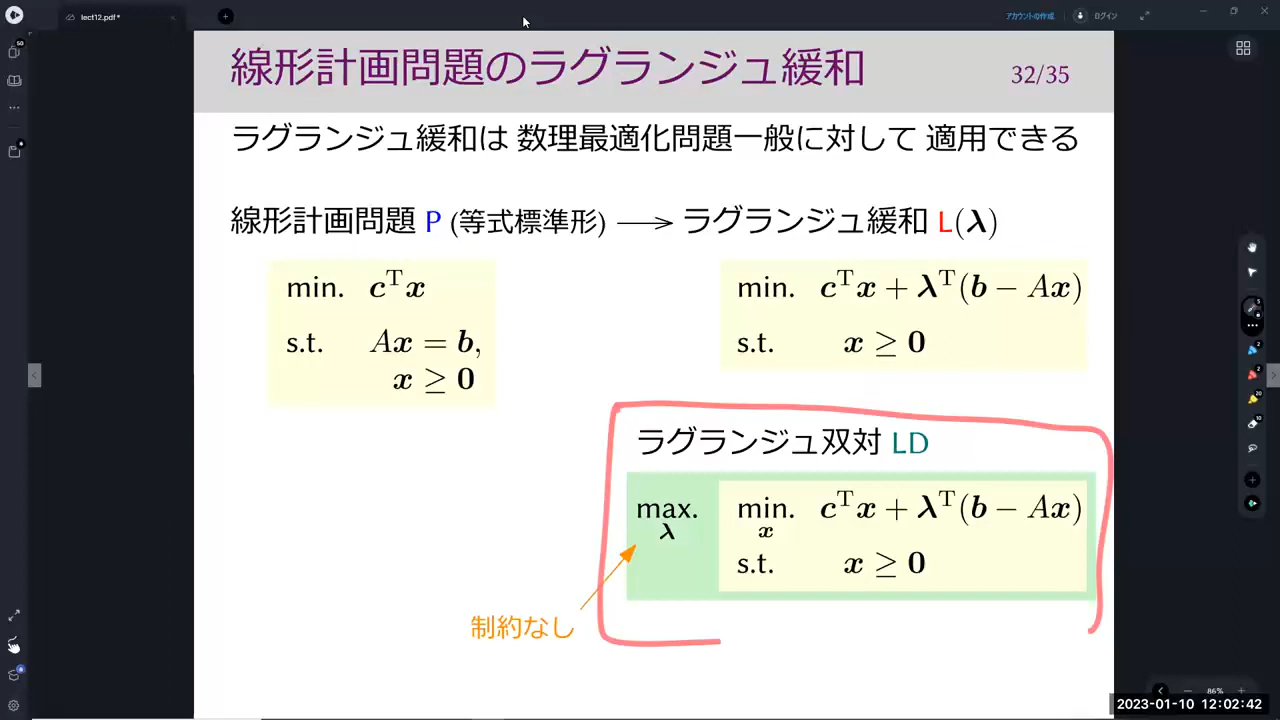 lect12.pdf*
アカウントの作成
ログイン
線形計画問題のラグランジュ緩和
32/35
ラグランジュ緩和は 数理最適化問題一般に対して 適用できる
線形計画問題 P (等式標準形) ⟶ ラグランジュ緩和 L(λ)
min. cᵀx
s.t. Ax = b,
x ≥ 0
min. cᵀx + λᵀ(b − Ax)
s.t. x ≥ 0
ラグランジュ双対 LD
max. λ
min. x cᵀx + λᵀ(b − Ax)
s.t. x ≥ 0
制約なし
86%
2023-01-10 12:02:42